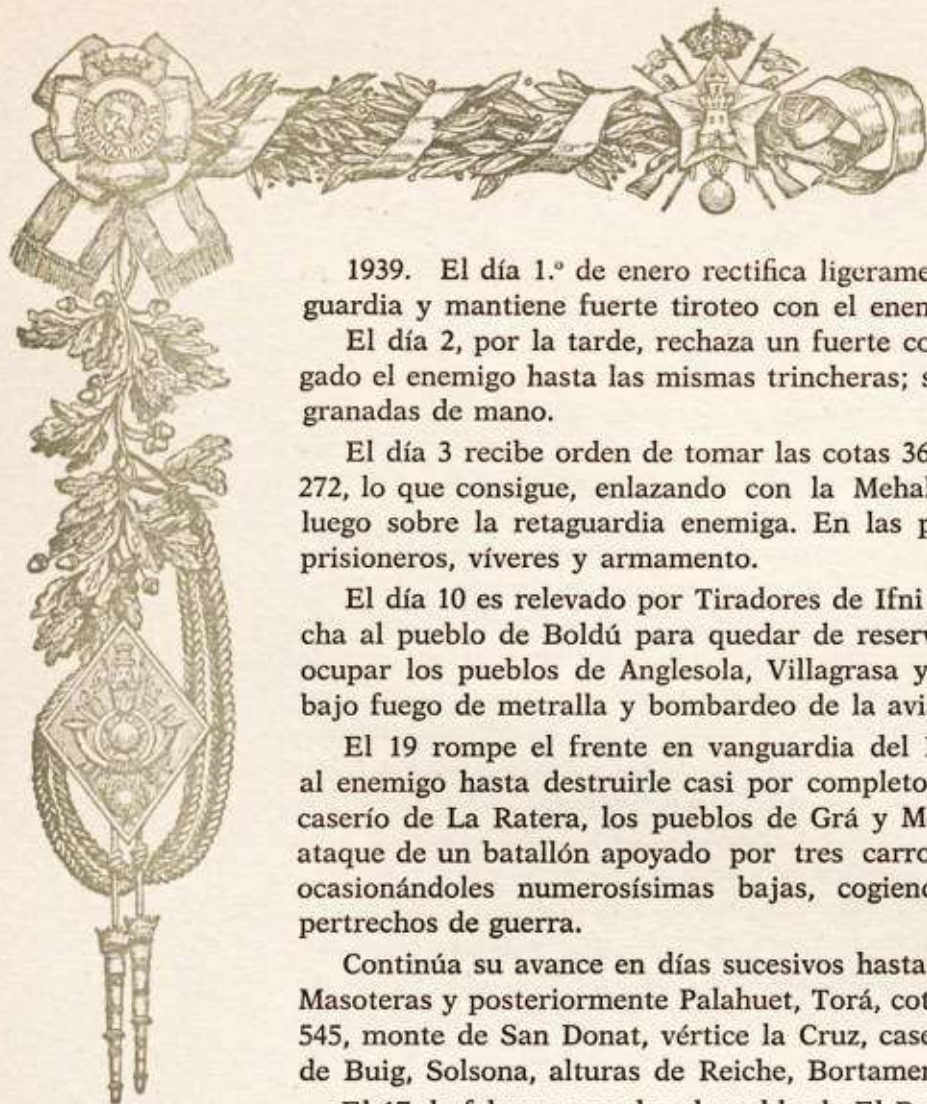 1939. El día 1.º de enero rectifica ligerame
guardia y mantiene fuerte tiroteo con el enem
El día 2, por la tarde, rechaza un fuerte co
gado el enemigo hasta las mismas trincheras; s
granadas de mano.
El día 3 recibe orden de tomar las cotas 36
272, lo que consigue, enlazando con la Mehal
luego sobre la retaguardia enemiga. En las p
prisioneros, víveres y armamento.
El día 10 es relevado por Tiradores de Ifni
cha al pueblo de Boldú para quedar de reserv
ocupar los pueblos de Anglesola, Villagrasa y
bajo fuego de metralla y bombardeo de la avi
El 19 rompe el frente en vanguardia del
al enemigo hasta destruirle casi por completo
caserío de La Ratera, los pueblos de Grá y M
ataque de un batallón apoyado por tres carro
ocasionándoles numerosísimas bajas, cogienc
pertrechos de guerra.
Continúa su avance en días sucesivos hasta
Masoteras y posteriormente Palahuet, Torá, cot
545, monte de San Donat, vértice la Cruz, case
de Buig, Solsona, alturas de Reiche, Bortamer